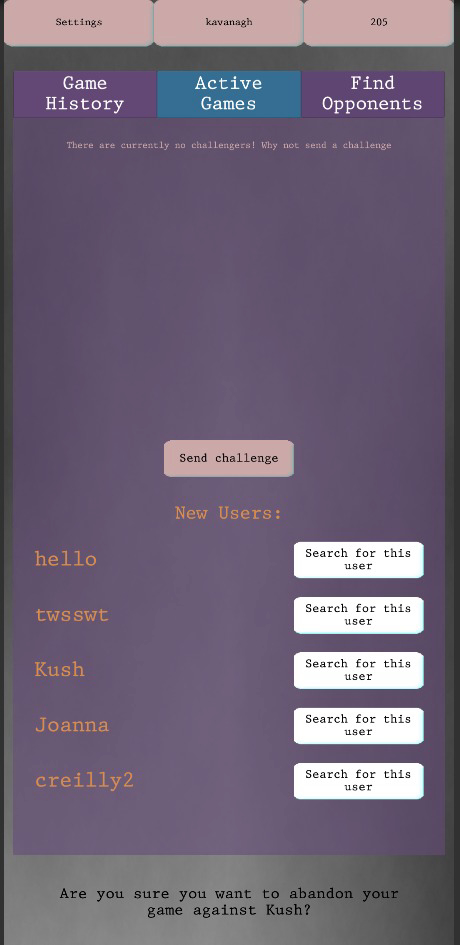 Settings
kavanagh
205
Game
History
Active
Games
Find
Opponents
There are currently no challengers! Why not send a challenge
Send challenge
New Users:
hello
Search for this
user
twsswt
Search for this
user
Kush
Search for this
user
Joanna
Search for this
user
creilly2
Search for this
user
Are you sure you want to abandon your
game against Kush?